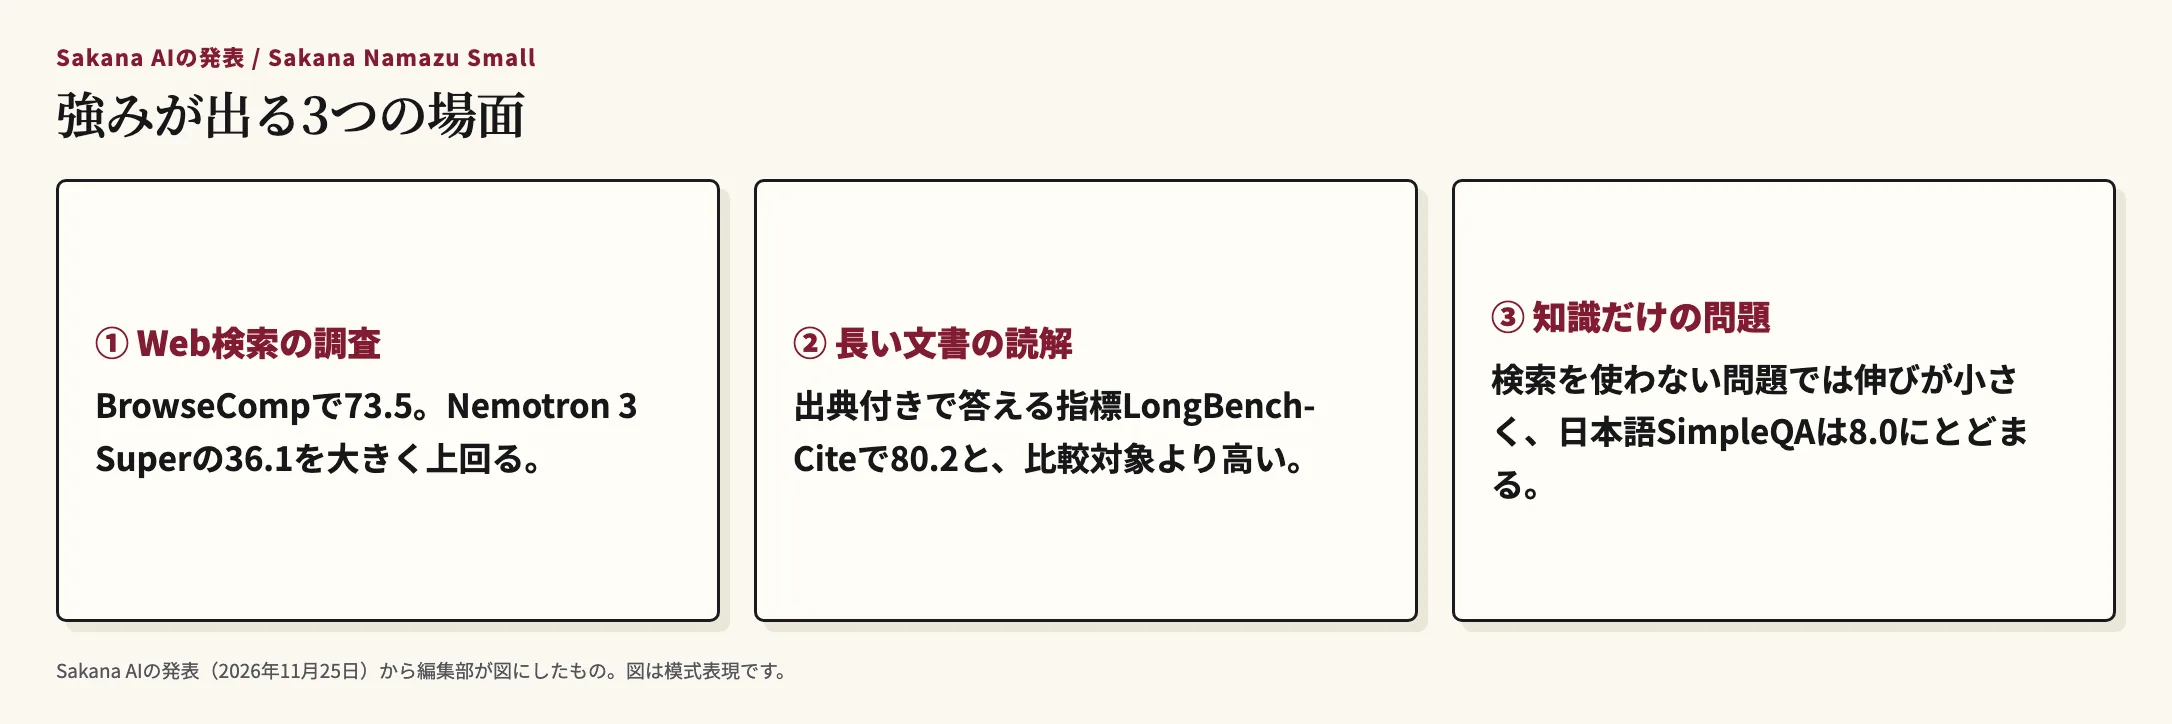 Sakana AIの発表 / Sakana Namazu Small
強みが出る3つの場面
① Web検索の調査
BrowseCompで73.5。Nemotron 3
Superの36.1を大きく上回る。
② 長い文書の読解
出典付きで答える指標LongBench-
Citeで80.2と、比較対象より高い。
③ 知識だけの問題
検索を使わない問題では伸びが小さ
く、日本語SimpleQAは8.0にとどま
る。
Sakana AIの発表（2026年11月25日）から編集部が図にしたもの。図は模式表現です。